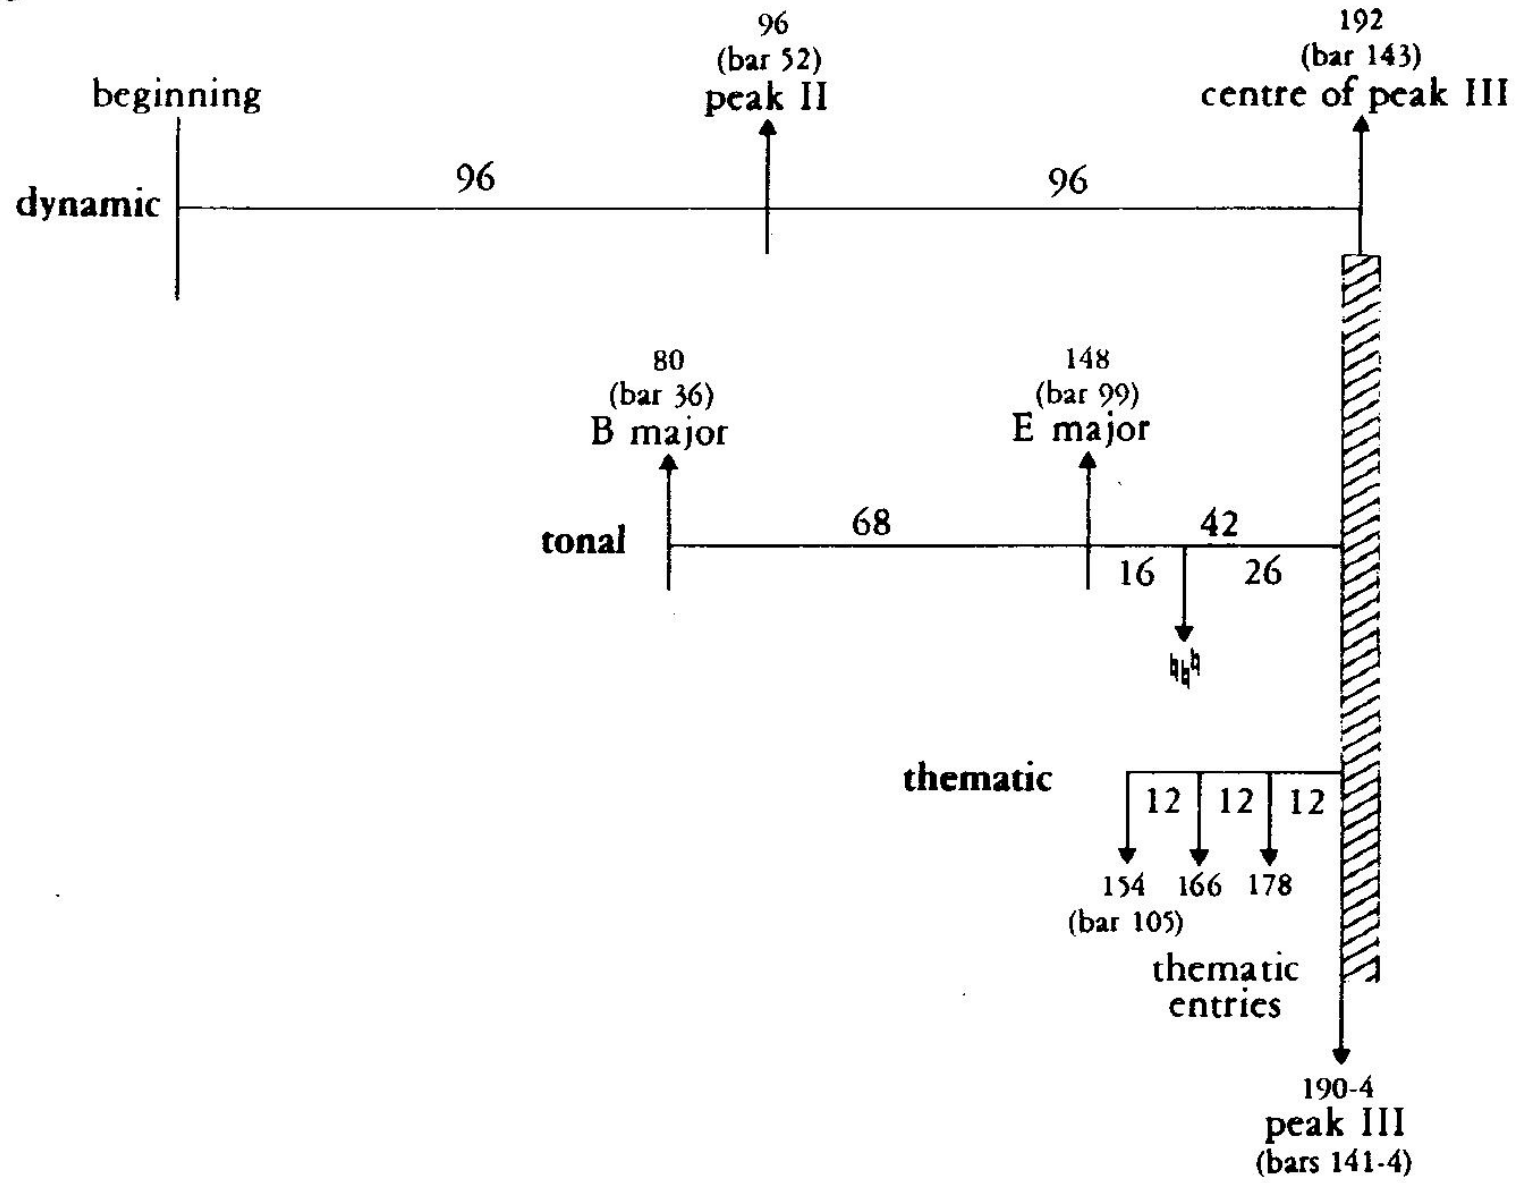 96
(bar 52)
peak II
192
(bar 143)
centre of peak III
beginning
96
96
dynamic
80
(bar 36)
B major
148
(bar 99)
E major
tonal
68
42
16
26
♮♮♮
thematic
12
12
12
154
166
178
(bar 105)
thematic
entries
190-4
peak III
(bars 141-4)